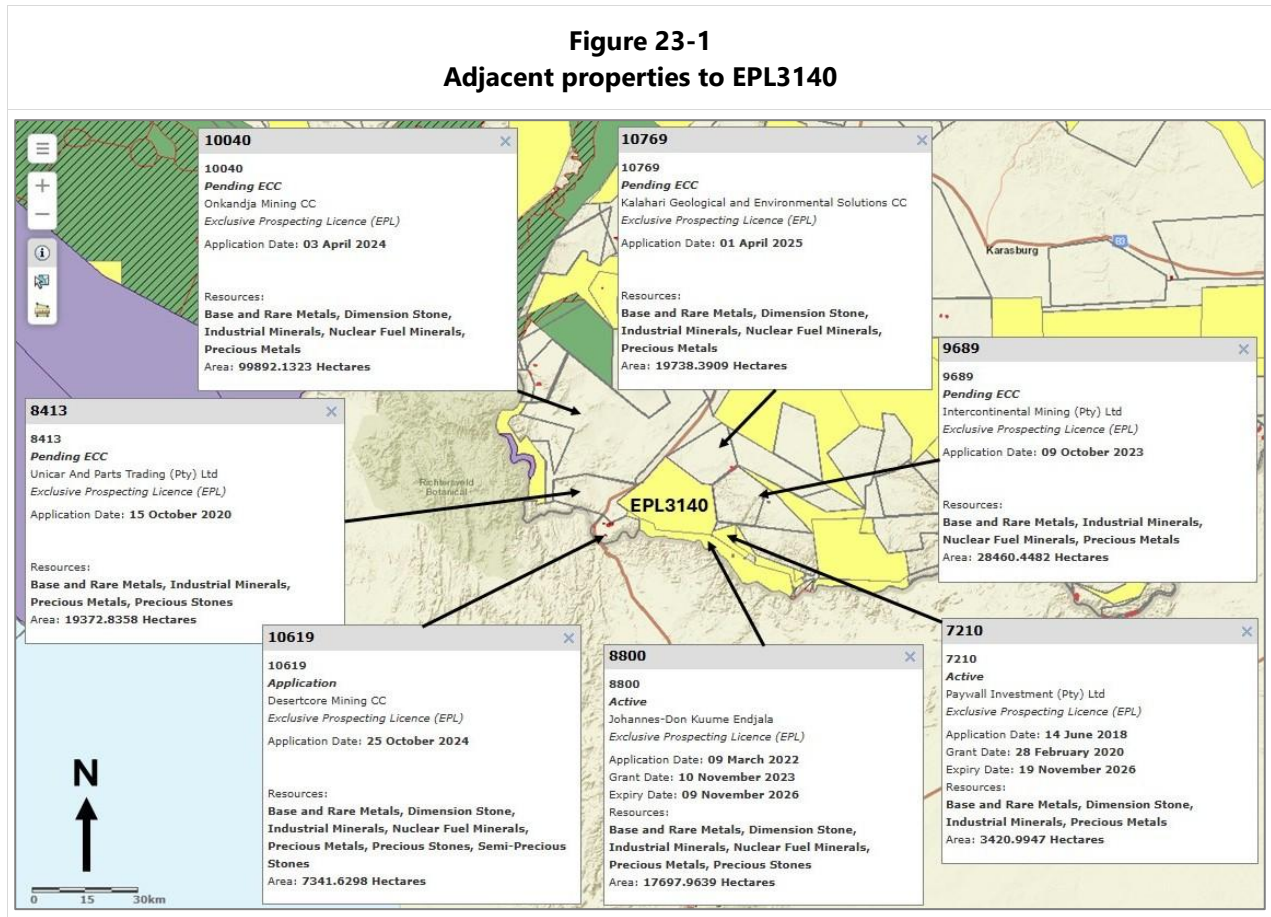 Figure 23-1
Adjacent properties to EPL3140
10040
10040
Pending ECC
Onkandja Mining CC
Exclusive Prospecting Licence (EPL)
Application Date: 03 April 2024
Resources:
Base and Rare Metals, Dimension Stone,
Industrial Minerals, Nuclear Fuel Minerals,
Precious Metals
Area: 99892.1323 Hectares
10769
10769
Pending ECC
Kalahari Geological and Environmental Solutions CC
Exclusive Prospecting Licence (EPL)
Application Date: 01 April 2025
Resources:
Base and Rare Metals, Dimension Stone,
Industrial Minerals, Nuclear Fuel Minerals,
Precious Metals
Area: 19738.3909 Hectares
Karasburg
9689
9689
Pending ECC
Intercontinental Mining (Pty) Ltd
Exclusive Prospecting Licence (EPL)
Application Date: 09 October 2023
Resources:
Base and Rare Metals, Industrial Minerals,
Nuclear Fuel Minerals, Precious Metals
Area: 28460.4482 Hectares
8413
8413
Pending ECC
Unicar And Parts Trading (Pty) Ltd
Exclusive Prospecting Licence (EPL)
Application Date: 15 October 2020
Resources:
Base and Rare Metals, Industrial Minerals,
Precious Metals, Precious Stones
Area: 19372.8358 Hectares
Richtersveld
Botanical
EPL3140
10619
10619
Application
Desertcore Mining CC
Exclusive Prospecting Licence (EPL)
Application Date: 25 October 2024
Resources:
Base and Rare Metals, Dimension Stone,
Industrial Minerals, Nuclear Fuel Minerals,
Precious Metals, Precious Stones, Semi-Precious
Stones
Area: 7341.6298 Hectares
8800
8800
Active
Johannes-Don Kuume Endjala
Exclusive Prospecting Licence (EPL)
Application Date: 09 March 2022
Grant Date: 10 November 2023
Expiry Date: 09 November 2026
Resources:
Base and Rare Metals, Dimension Stone,
Industrial Minerals, Nuclear Fuel Minerals,
Precious Metals, Precious Stones
Area: 17697.9639 Hectares
7210
7210
Active
Paywall Investment (Pty) Ltd
Exclusive Prospecting Licence (EPL)
Application Date: 14 June 2018
Grant Date: 28 February 2020
Expiry Date: 19 November 2026
Resources:
Base and Rare Metals, Dimension Stone,
Industrial Minerals, Precious Metals
Area: 3420.9947 Hectares
N
0 15 30km